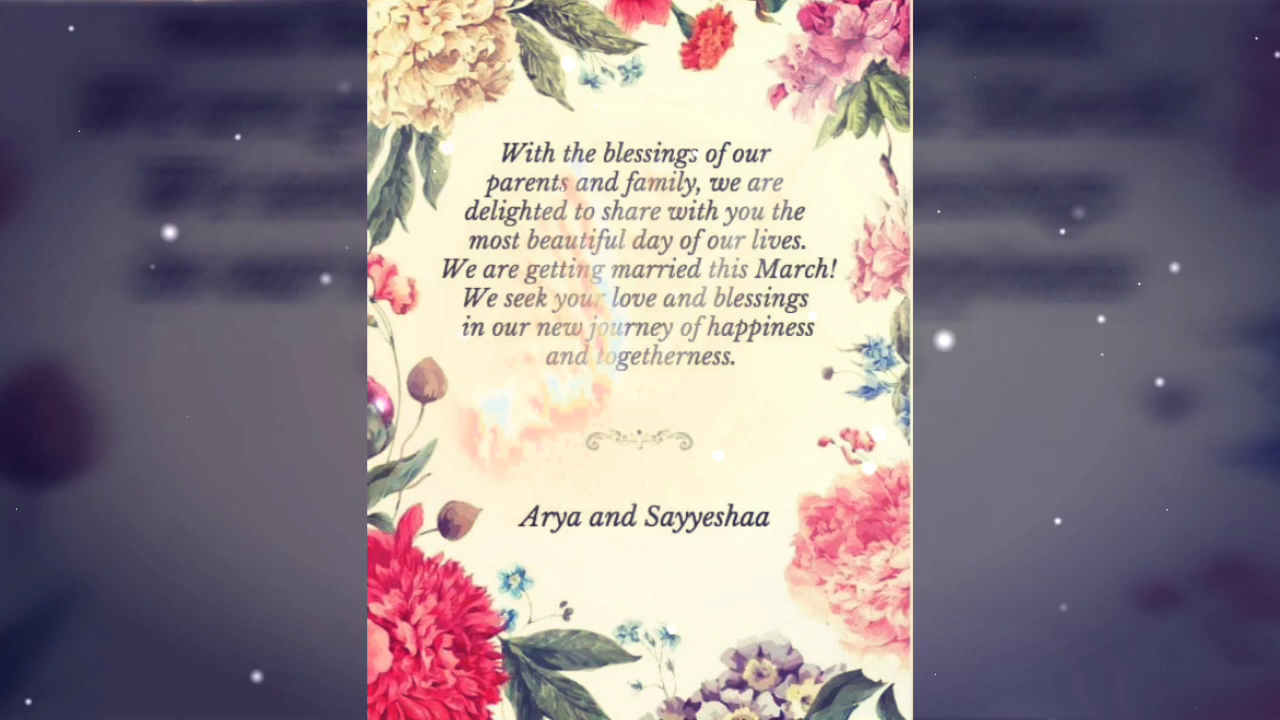 With the blessings of our
parents and family, we are
delighted to share with you the
most beautiful day of our lives.
We are getting married this March!
We seek your love and blessings
in our new journey of happiness
and togetherness.
Arya and Sayyeshaa